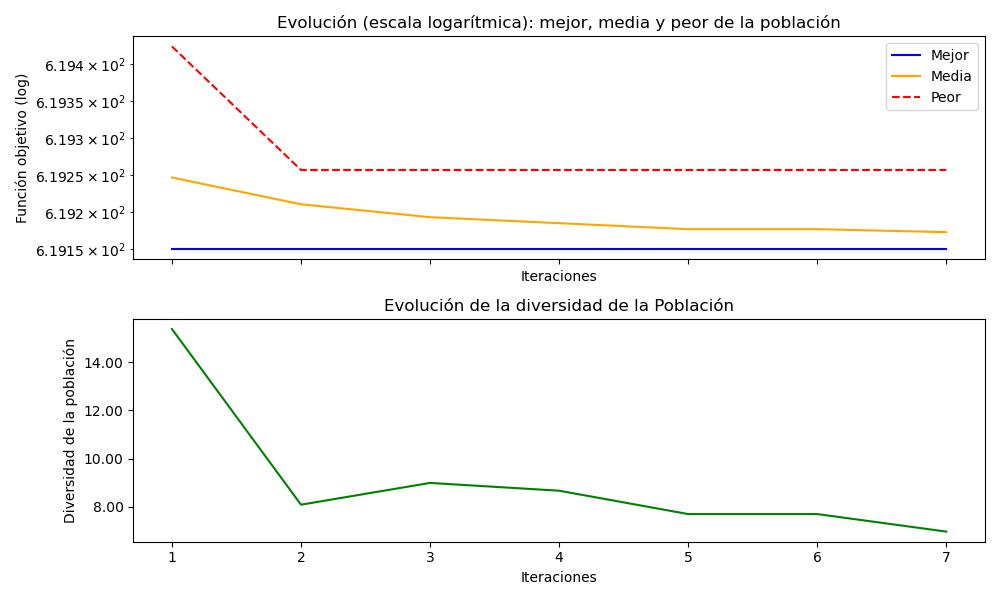 Evolución (escala logarítmica): mejor, media y peor de la población
Función objetivo (log)
6.194 × 10²
6.1935 × 10²
6.193 × 10²
6.1925 × 10²
6.192 × 10²
6.1915 × 10²
Mejor
Media
Peor
Iteraciones
Evolución de la diversidad de la Población
Diversidad de la población
14.00
12.00
10.00
8.00
1 2 3 4 5 6 7
Iteraciones